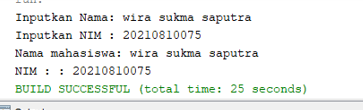 run:
Inputkan Nama: wira sukma saputra
Inputkan NIM : 20210810075
Nama mahasiswa: wira sukma saputra
NIM : : 20210810075
BUILD SUCCESSFUL (total time: 25 seconds)